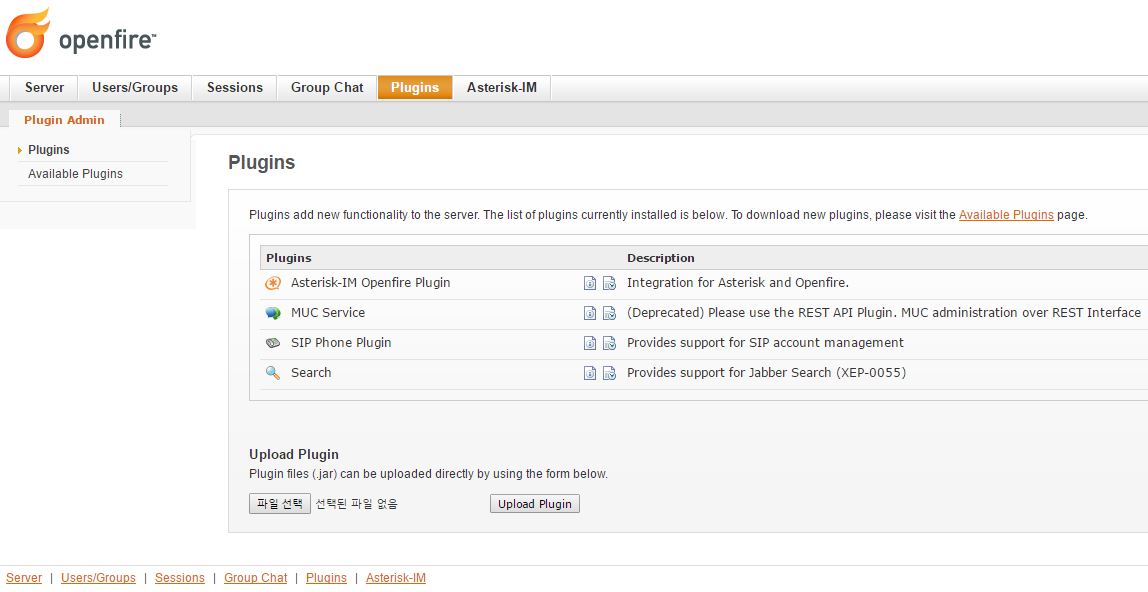 openfire™
Server Users/Groups Sessions Group Chat Plugins Asterisk-IM
Plugin Admin
Plugins
Available Plugins
Plugins
Plugins add new functionality to the server. The list of plugins currently installed is below. To download new plugins, please visit the Available Plugins page.
Plugins Description
Asterisk-IM Openfire Plugin Integration for Asterisk and Openfire.
MUC Service (Deprecated) Please use the REST API Plugin. MUC administration over REST Interface
SIP Phone Plugin Provides support for SIP account management
Search Provides support for Jabber Search (XEP-0055)
Upload Plugin
Plugin files (.jar) can be uploaded directly by using the form below.
파일 선택 선택된 파일 없음 Upload Plugin
Server | Users/Groups | Sessions | Group Chat | Plugins | Asterisk-IM